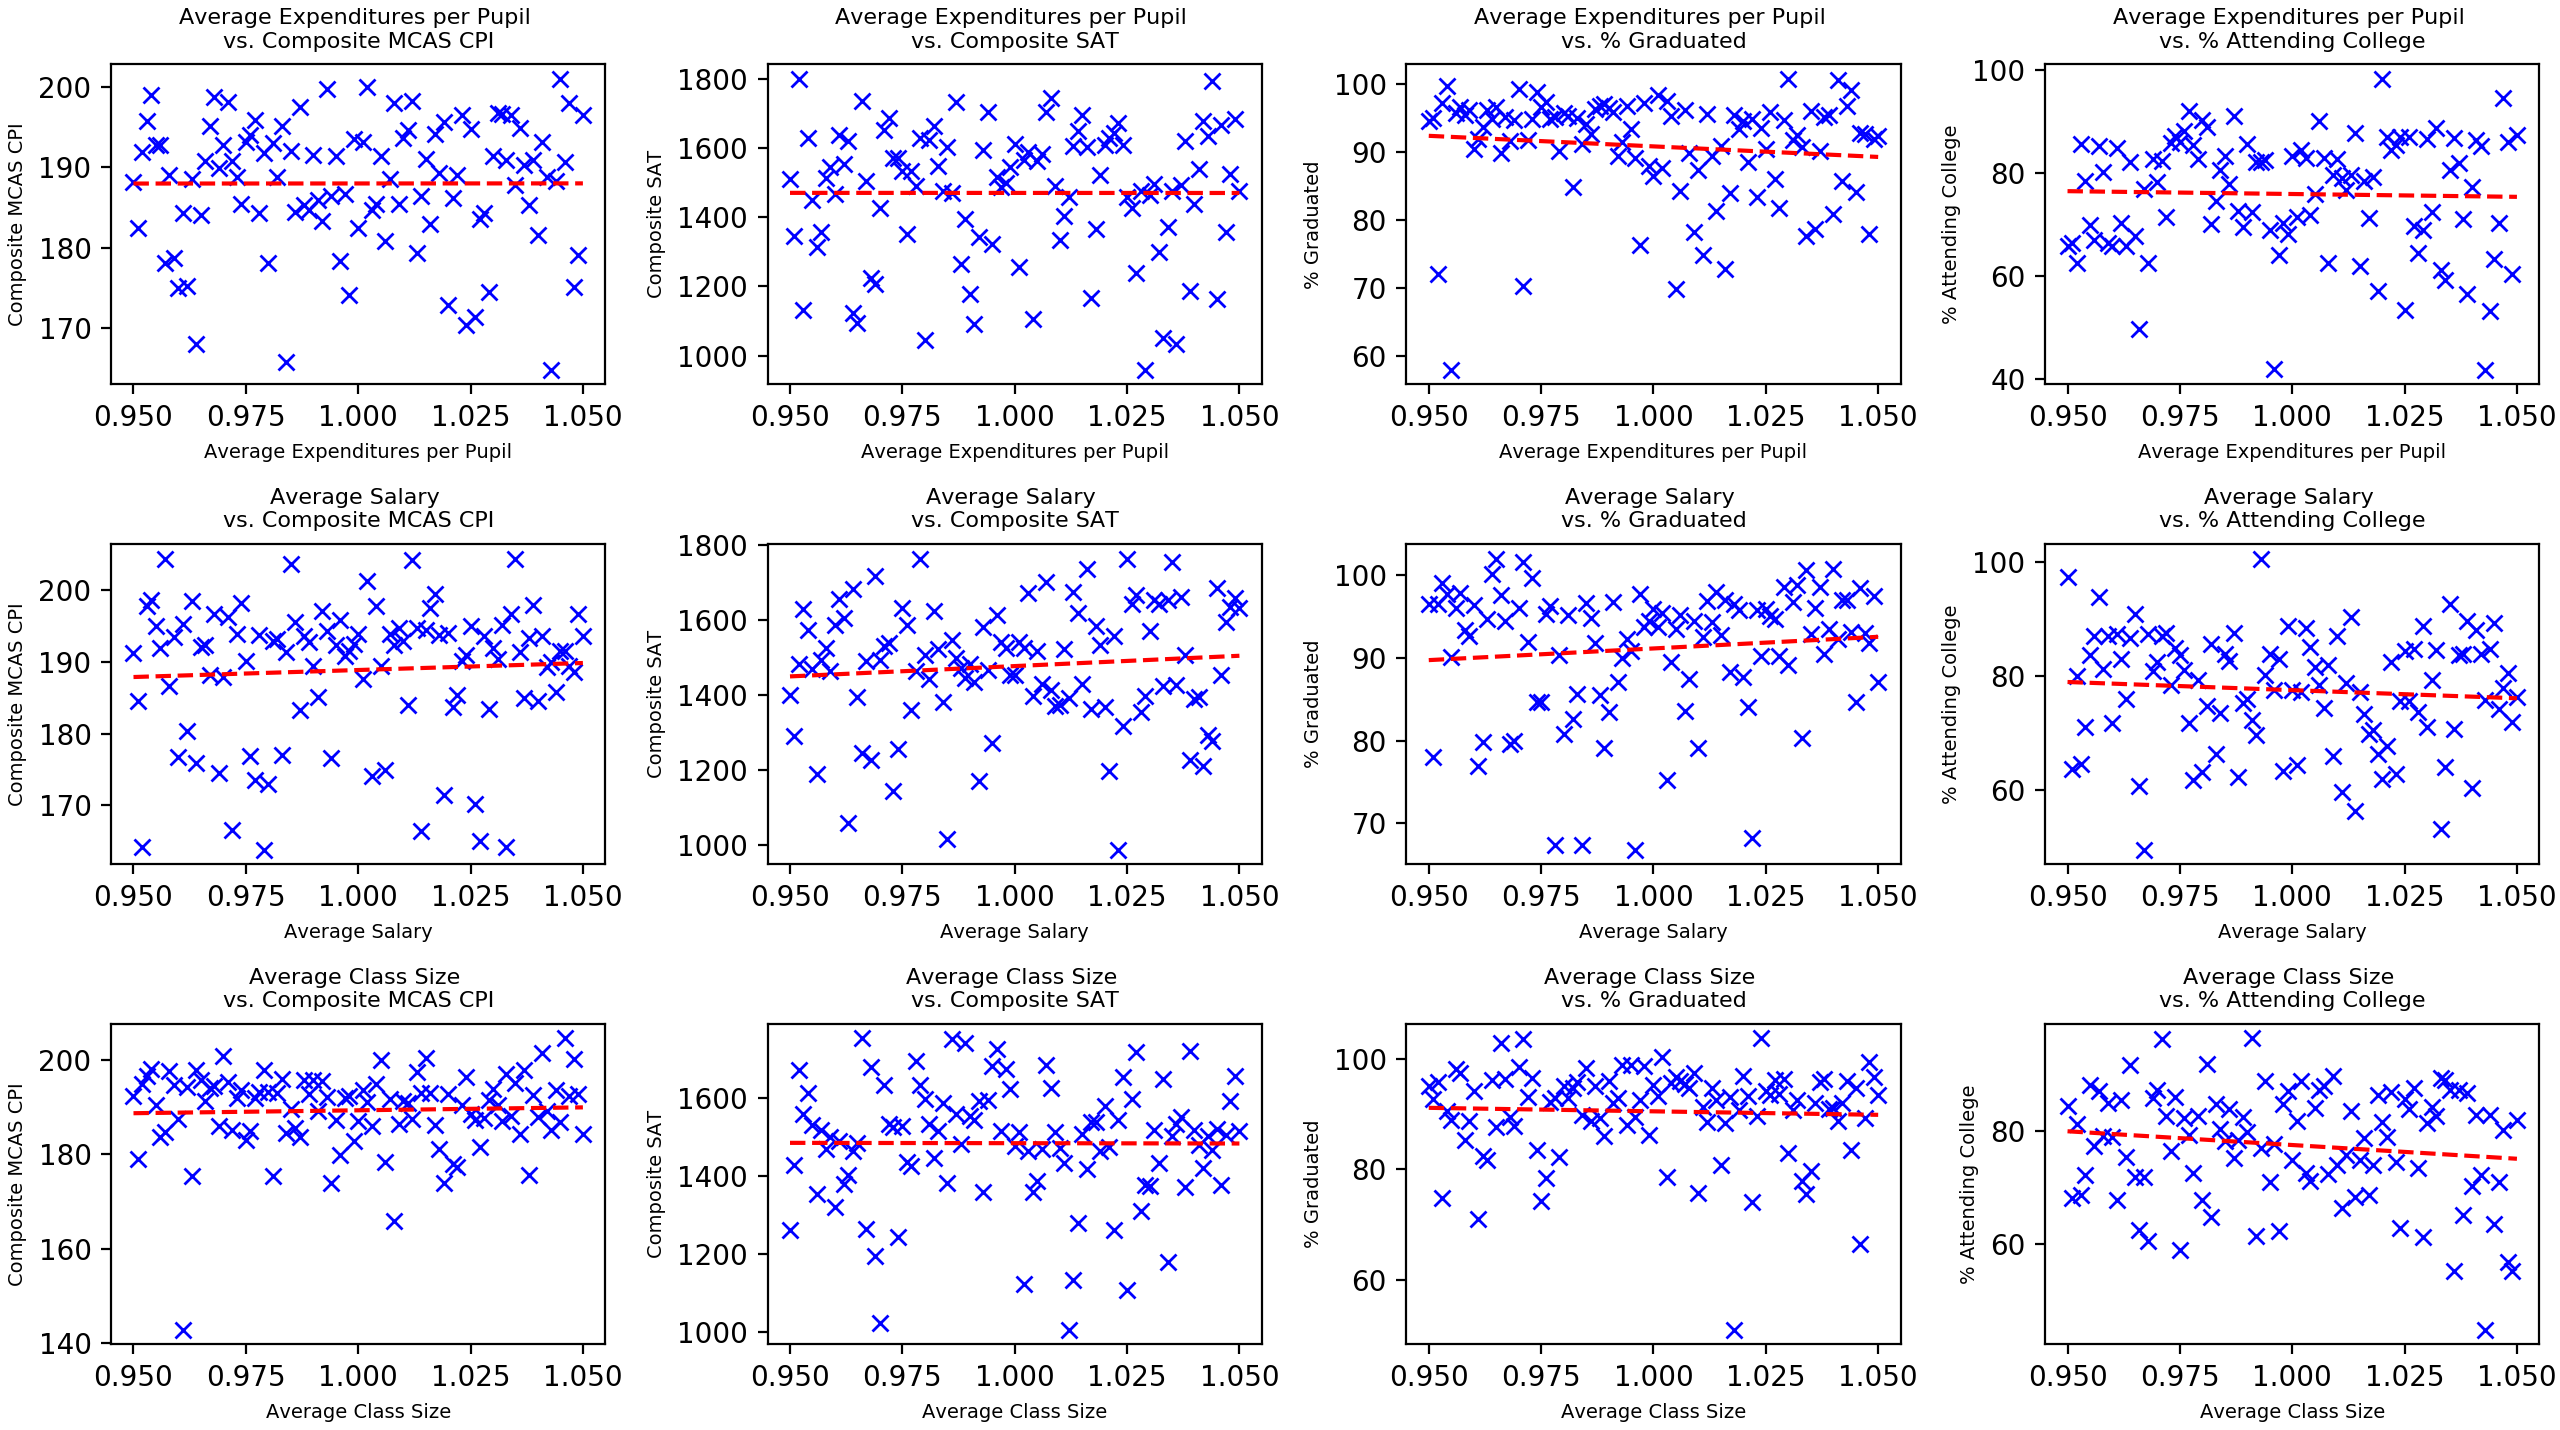 Average Expenditures per Pupil
vs. Composite MCAS CPI
Composite MCAS CPI
200
190
180
170
0.950 0.975 1.000 1.025 1.050
Average Expenditures per Pupil
Average Expenditures per Pupil
vs. Composite SAT
Composite SAT
1800
1600
1400
1200
1000
0.950 0.975 1.000 1.025 1.050
Average Expenditures per Pupil
Average Expenditures per Pupil
vs. % Graduated
% Graduated
100
90
80
70
60
0.950 0.975 1.000 1.025 1.050
Average Expenditures per Pupil
Average Expenditures per Pupil
vs. % Attending College
% Attending College
100
80
60
40
0.950 0.975 1.000 1.025 1.050
Average Expenditures per Pupil
Average Salary
vs. Composite MCAS CPI
Composite MCAS CPI
200
190
180
170
0.950 0.975 1.000 1.025 1.050
Average Salary
Average Salary
vs. Composite SAT
Composite SAT
1800
1600
1400
1200
1000
0.950 0.975 1.000 1.025 1.050
Average Salary
Average Salary
vs. % Graduated
% Graduated
100
90
80
70
0.950 0.975 1.000 1.025 1.050
Average Salary
Average Salary
vs. % Attending College
% Attending College
100
80
60
0.950 0.975 1.000 1.025 1.050
Average Salary
Average Class Size
vs. Composite MCAS CPI
Composite MCAS CPI
200
180
160
140
0.950 0.975 1.000 1.025 1.050
Average Class Size
Average Class Size
vs. Composite SAT
Composite SAT
1600
1400
1200
1000
0.950 0.975 1.000 1.025 1.050
Average Class Size
Average Class Size
vs. % Graduated
% Graduated
100
80
60
0.950 0.975 1.000 1.025 1.050
Average Class Size
Average Class Size
vs. % Attending College
% Attending College
80
60
0.950 0.975 1.000 1.025 1.050
Average Class Size